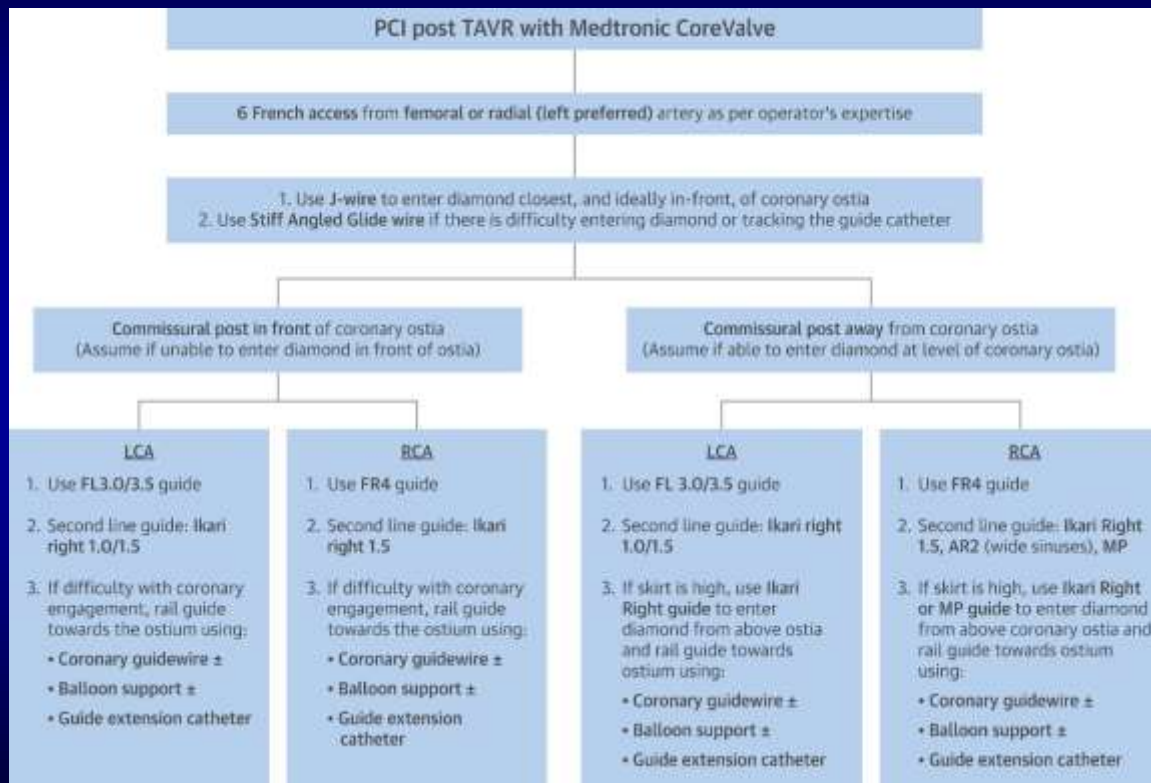 PCI post TAVR with Medtronic CoreValve
6 French access from femoral or radial (left preferred) artery as per operator's expertise
1. Use J-wire to enter diamond closest, and ideally in-front, of coronary ostia
2. Use Stiff Angled Glide wire if there is difficulty entering diamond or tracking the guide catheter
Commissural post in front of coronary ostia
(Assume if unable to enter diamond in front of ostia)
Commissural post away from coronary ostia
(Assume if able to enter diamond at level of coronary ostia)
LCA
1. Use FL3.0/3.5 guide
2. Second line guide: Ikari
right 1.0/1.5
3. If difficulty with coronary
engagement, rail guide
towards the ostium using:
• Coronary guidewire ±
• Balloon support ±
• Guide extension catheter
RCA
1. Use FR4 guide
2. Second line guide: Ikari
right 1.5
3. If difficulty with coronary
engagement, rail guide
towards the ostium using:
• Coronary guidewire ±
• Balloon support ±
• Guide extension
catheter
LCA
1. Use FL 3.0/3.5 guide
2. Second line guide: Ikari right
1.0/1.5
3. If skirt is high, use Ikari
Right guide to enter
diamond from above ostia
and rail guide towards
ostium using:
• Coronary guidewire ±
• Balloon support ±
• Guide extension catheter
RCA
1. Use FR4 guide
2. Second line guide: Ikari Right
1.5, AR2 (wide sinuses), MP
3. If skirt is high, use Ikari Right
or MP guide to enter diamond
from above coronary ostia and
rail guide towards ostium
using:
• Coronary guidewire ±
• Balloon support ±
• Guide extension catheter